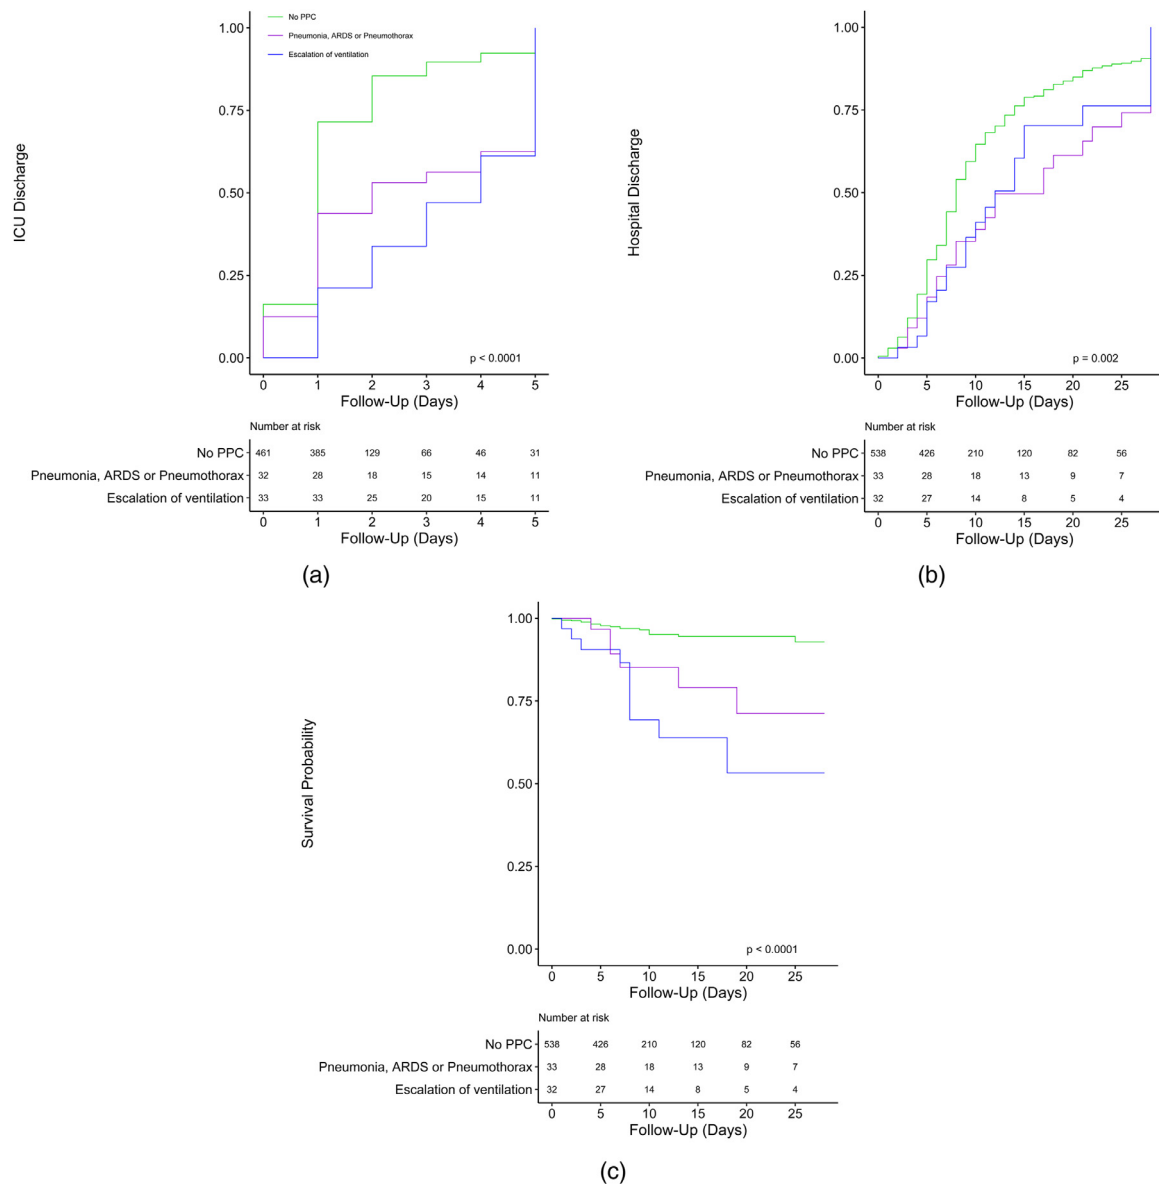 No PPC
Pneumonia, ARDS or Pneumothorax
Escalation of ventilation
ICU Discharge
1.00
0.75
0.50
0.25
0.00
p < 0.0001
0 1 2 3 4 5
Follow-Up (Days)
Number at risk
No PPC 461 385 129 66 46 31
Pneumonia, ARDS or Pneumothorax 32 28 18 15 14 11
Escalation of ventilation 33 33 25 20 15 11
0 1 2 3 4 5
Follow-Up (Days)
(a)
Hospital Discharge
1.00
0.75
0.50
0.25
0.00
p = 0.002
0 5 10 15 20 25
Follow-Up (Days)
Number at risk
No PPC 538 426 210 120 82 56
Pneumonia, ARDS or Pneumothorax 33 28 18 13 9 7
Escalation of ventilation 32 27 14 8 5 4
0 5 10 15 20 25
Follow-Up (Days)
(b)
Survival Probability
1.00
0.75
0.50
0.25
0.00
p < 0.0001
0 5 10 15 20 25
Follow-Up (Days)
Number at risk
No PPC 538 426 210 120 82 56
Pneumonia, ARDS or Pneumothorax 33 28 18 13 9 7
Escalation of ventilation 32 27 14 8 5 4
0 5 10 15 20 25
Follow-Up (Days)
(c)